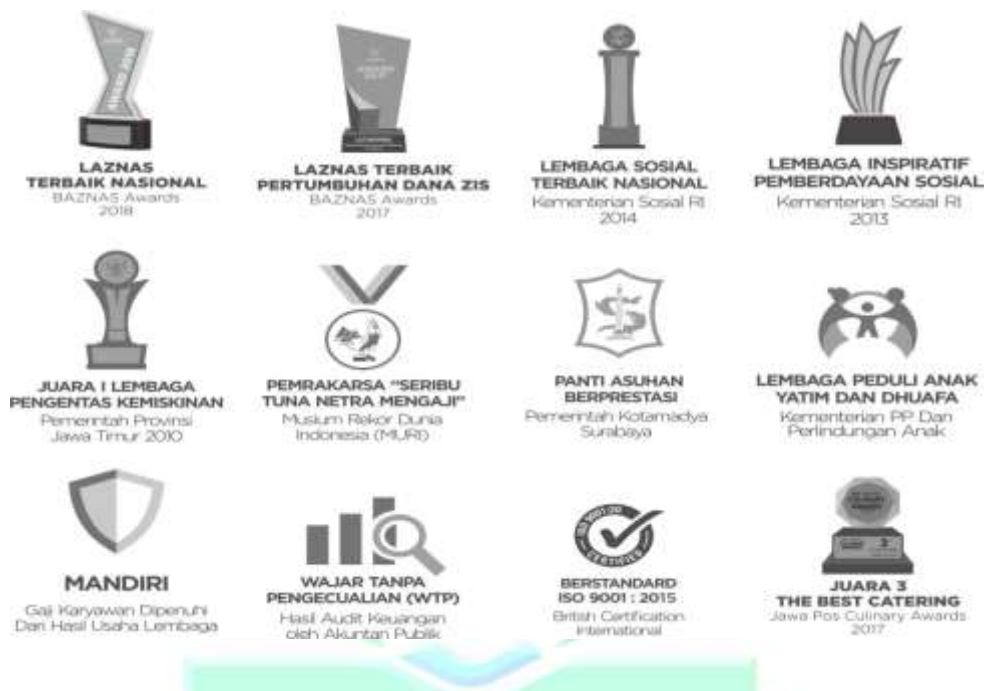 LAZNAS
TERBAIK NASIONAL
BAZNAS Awards
2018
LAZNAS TERBAIK
PERTUMBUHAN DANA ZIS
BAZNAS Awards
2017
LEMBAGA SOSIAL
TERBAIK NASIONAL
Kementerian Sosial RI
2014
LEMBAGA INSPIRATIF
PEMBERDAYAAN SOSIAL
Kementerian Sosial RI
2013
JUARA I LEMBAGA
PENGENTAS KEMISKINAN
Pemerintah Provinsi
Jawa Timur 2010
PEMRAKARSA "SERIBU
TUNA NETRA MENGAJI"
Musium Rekor Dunia
Indonesia (MURI)
PANTI ASUHAN
BERPRESTASI
Pemerintah Kotamadya
Surabaya
LEMBAGA PEDULI ANAK
YATIM DAN DHUAFA
Kementerian PP Dan
Perlindungan Anak
MANDIRI
Gaji Karyawan Dipenuhi
Dari Hasil Usaha Lembaga
WAJAR TANPA
PENGECUALIAN (WTP)
Hasil Audit Keuangan
oleh Akuntan Publik
CERTIFIED
BERSTANDARD
ISO 9001 : 2015
British Certification
International
JUARA 3
THE BEST CATERING
Jawa Pos Culinary Awards
2017